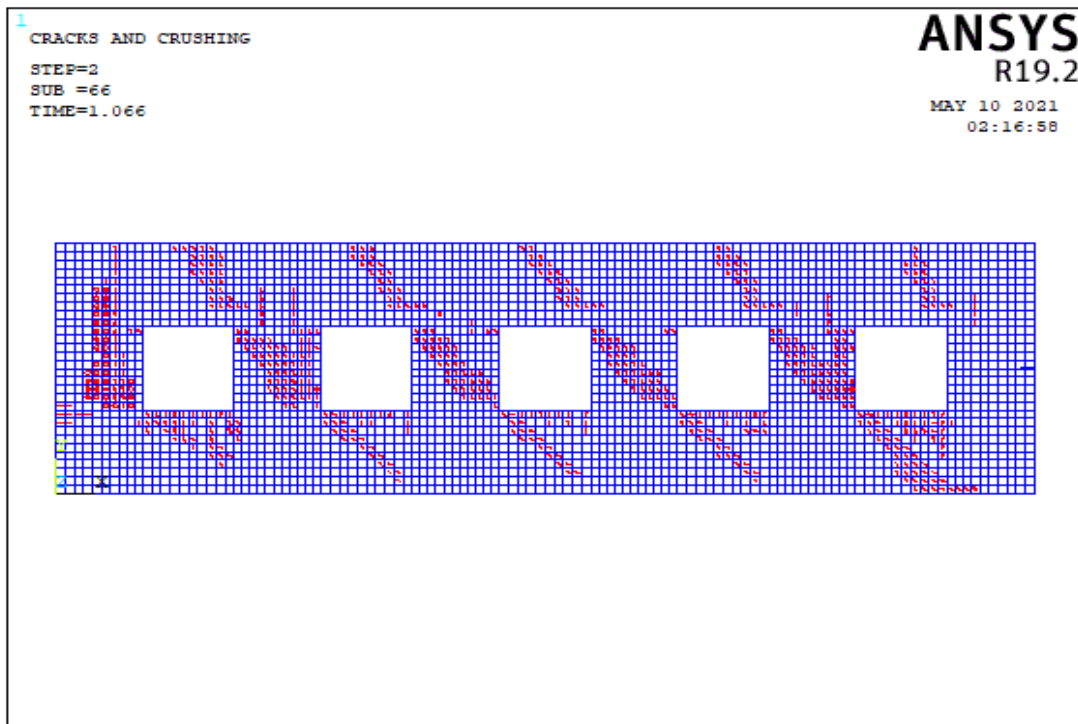 1
CRACKS AND CRUSHING
STEP=2
SUB =66
TIME=1.066
ANSYS
R19.2
MAY 10 2021
02:16:58
Y
Z X